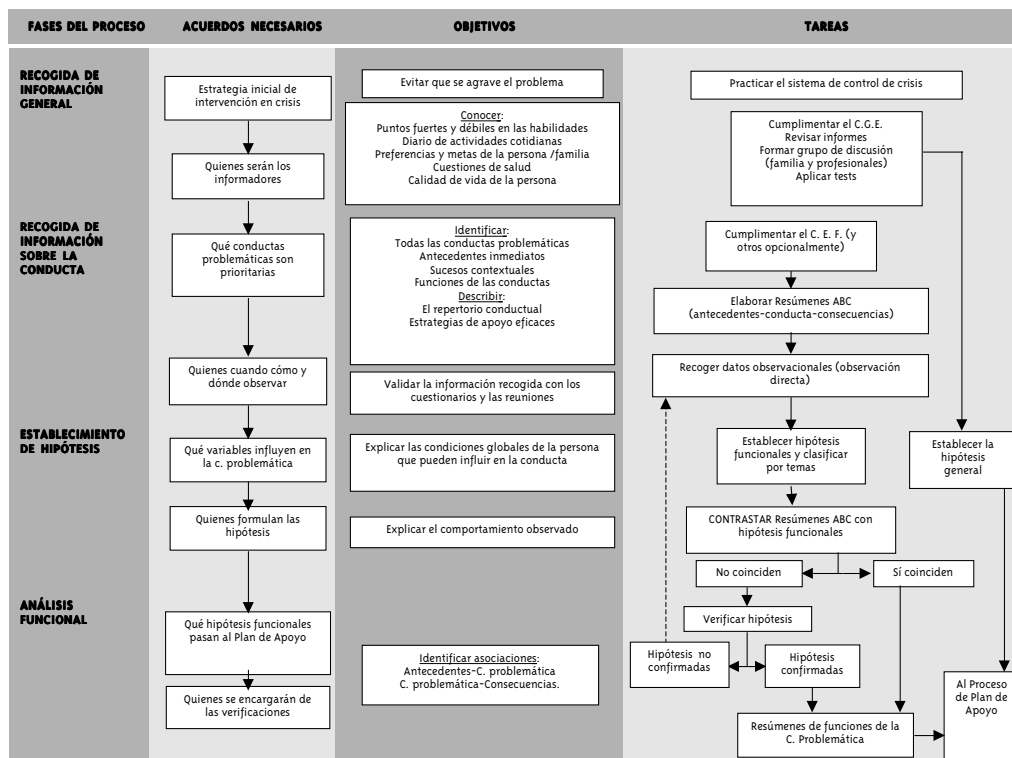 FASES DEL PROCESO
ACUERDOS NECESARIOS
OBJETIVOS
TAREAS
RECOGIDA DE
INFORMACIÓN
GENERAL
Estrategia inicial de
intervención en crisis
Quienes serán los
informadores
Evitar que se agrave el problema
Conocer:
Puntos fuertes y débiles en las habilidades
Diario de actividades cotidianas
Preferencias y metas de la persona /familia
Cuestiones de salud
Calidad de vida de la persona
Practicar el sistema de control de crisis
Cumplimentar el C.G.E.
Revisar informes
Formar grupo de discusión
(familia y profesionales)
Aplicar tests
RECOGIDA DE
INFORMACIÓN
SOBRE LA
CONDUCTA
Qué conductas
problemáticas son
prioritarias
Quienes cuando cómo y
dónde observar
Identificar:
Todas las conductas problemáticas
Antecedentes inmediatos
Sucesos contextuales
Funciones de las conductas
Describir:
El repertorio conductual
Estrategias de apoyo eficaces
Validar la información recogida con los
cuestionarios y las reuniones
Cumplimentar el C. E. F. (y
otros opcionalmente)
Elaborar Resúmenes ABC
(antecedentes-conducta-consecuencias)
Recoger datos observacionales (observación
directa)
ESTABLECIMIENTO
DE HIPÓTESIS
Qué variables influyen en
la c. problemática
Quienes formulan las
hipótesis
Explicar las condiciones globales de la persona
que pueden influir en la conducta
Explicar el comportamiento observado
Establecer hipótesis
funcionales y clasificar
por temas
Establecer la
hipótesis
general
CONTRASTAR Resúmenes ABC con
hipótesis funcionales
No coinciden
Sí coinciden
Verificar hipótesis
ANÁLISIS
FUNCIONAL
Qué hipótesis funcionales
pasan al Plan de Apoyo
Quienes se encargarán de
las verificaciones
Identificar asociaciones:
Antecedentes-C. problemática
C. problemática-Consecuencias.
Hipótesis no
confirmadas
Hipótesis
confirmadas
Resúmenes de funciones de la
C. Problemática
Al Proceso
de Plan de
Apoyo